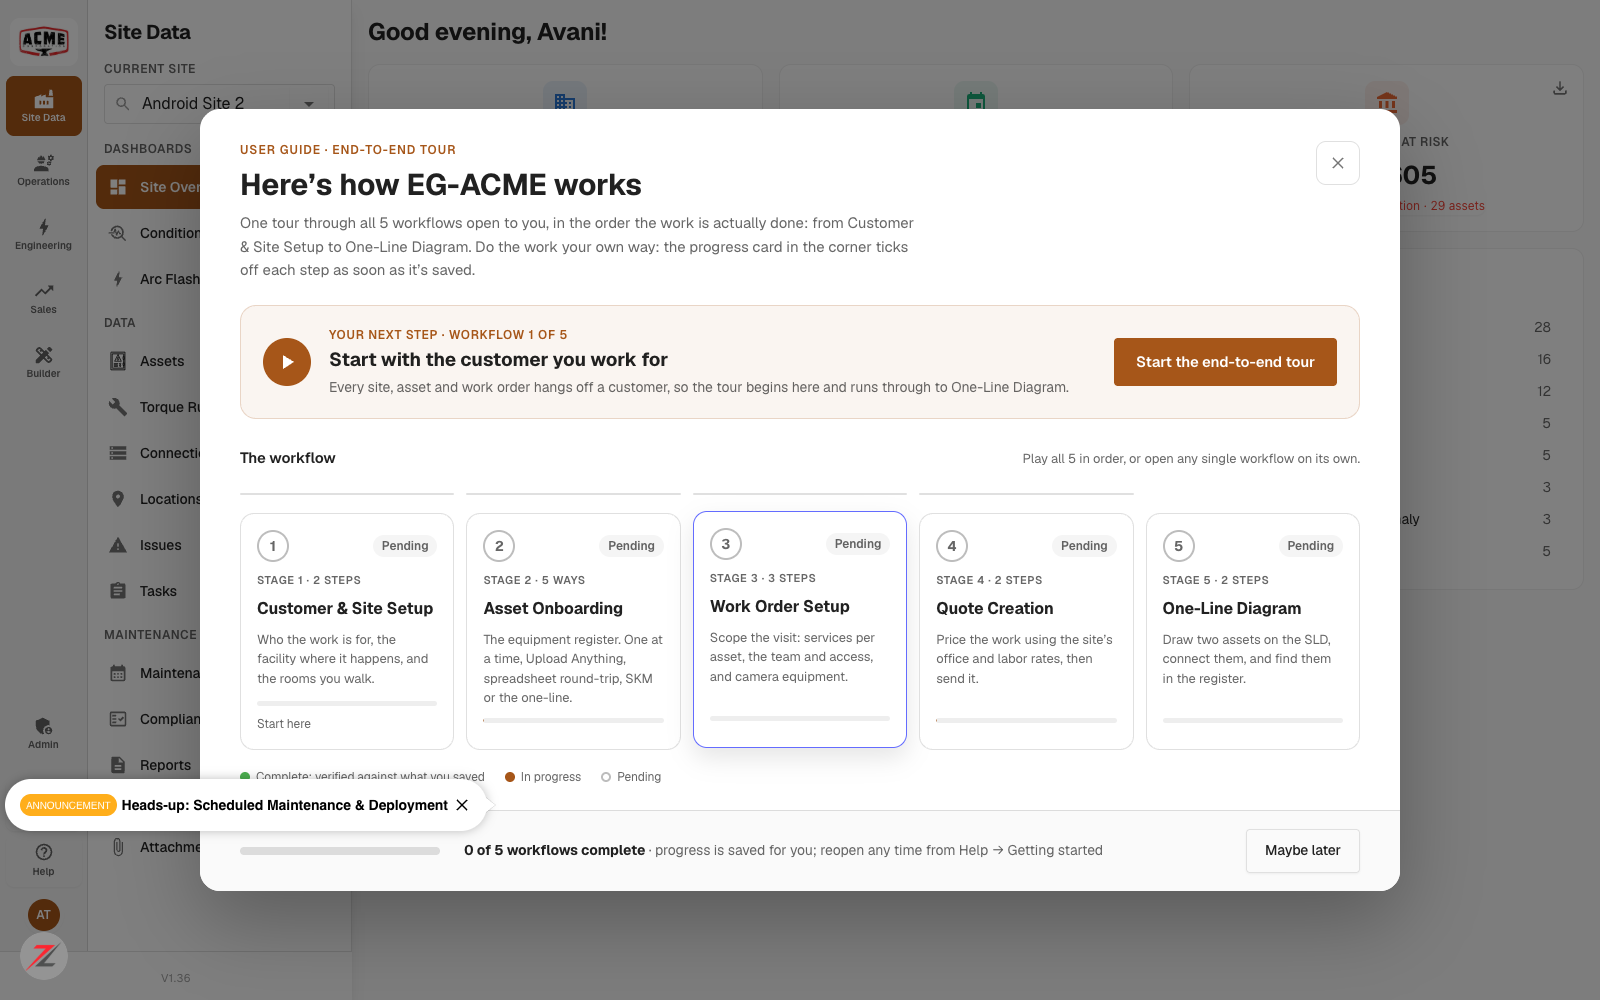 ACME
Site Data
Operations
Engineering
Sales
Builder
Admin
Help
AT
Site Data
CURRENT SITE
Android Site 2
DASHBOARDS
Site Over
Condition
Arc Flash
DATA
Assets
Torque Ru
Connecti
Locations
Issues
Tasks
MAINTENANCE
Maintena
Complian
Reports
Attachme
V1.36
Good evening, Avani!
AT RISK
605
tion · 29 assets
28
16
12
5
5
3
aly 3
5
USER GUIDE · END-TO-END TOUR
Here’s how EG-ACME works
One tour through all 5 workflows open to you, in the order the work is actually done: from Customer
& Site Setup to One-Line Diagram. Do the work your own way: the progress card in the corner ticks
off each step as soon as it’s saved.
YOUR NEXT STEP · WORKFLOW 1 OF 5
Start with the customer you work for
Every site, asset and work order hangs off a customer, so the tour begins here and runs through to One-Line Diagram.
Start the end-to-end tour
The workflow
Play all 5 in order, or open any single workflow on its own.
1 Pending
STAGE 1 · 2 STEPS
Customer & Site Setup
Who the work is for, the
facility where it happens, and
the rooms you walk.
Start here
2 Pending
STAGE 2 · 5 WAYS
Asset Onboarding
The equipment register. One at
a time, Upload Anything,
spreadsheet round-trip, SKM
or the one-line.
3 Pending
STAGE 3 · 3 STEPS
Work Order Setup
Scope the visit: services per
asset, the team and access,
and camera equipment.
4 Pending
STAGE 4 · 2 STEPS
Quote Creation
Price the work using the site’s
office and labor rates, then
send it.
5 Pending
STAGE 5 · 2 STEPS
One-Line Diagram
Draw two assets on the SLD,
connect them, and find them
in the register.
Complete: verified against what you saved
In progress
Pending
ANNOUNCEMENT Heads-up: Scheduled Maintenance & Deployment
0 of 5 workflows complete · progress is saved for you; reopen any time from Help → Getting started
Maybe later